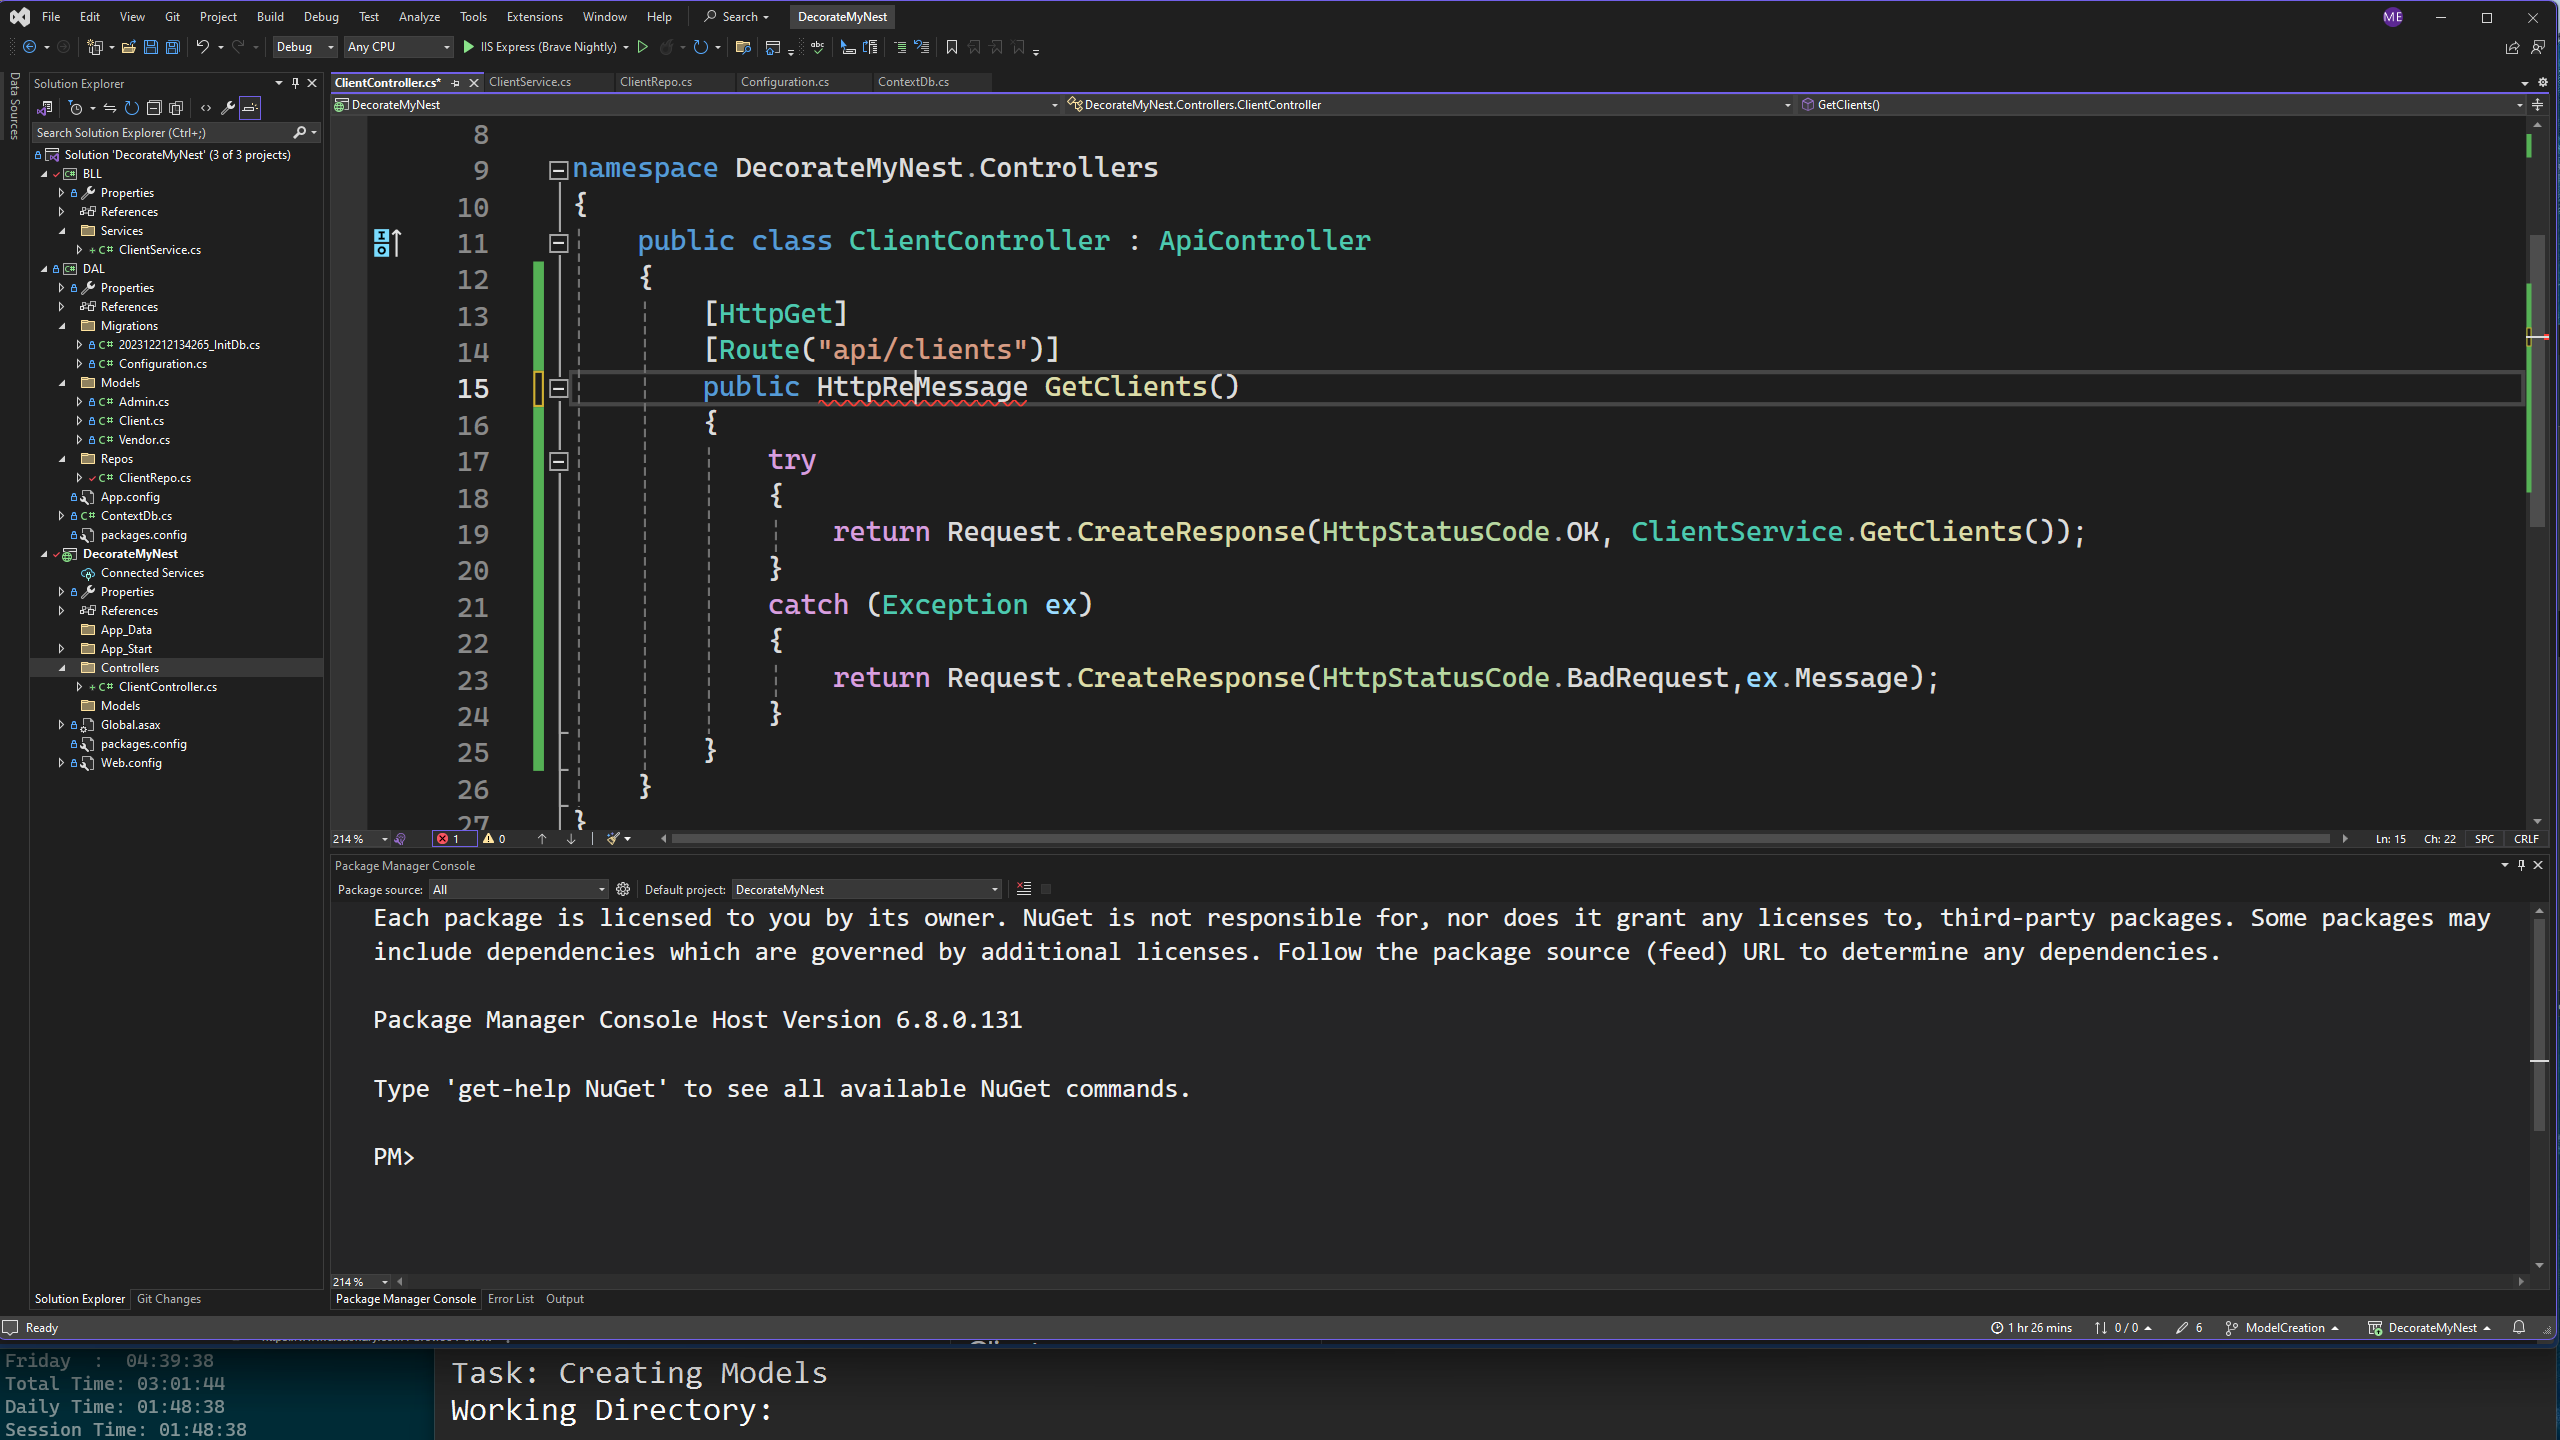 File Edit View Git Project Build Debug Test Analyze Tools Extensions Window Help Search DecorateMyNest ME
Debug Any CPU IIS Express (Brave Nightly)
Data Sources
Solution Explorer
Search Solution Explorer (Ctrl+;)
Solution 'DecorateMyNest' (3 of 3 projects)
BLL
Properties
References
Services
C# ClientService.cs
DAL
Properties
References
Migrations
C# 202312212134265_InitDb.cs
C# Configuration.cs
Models
C# Admin.cs
C# Client.cs
C# Vendor.cs
Repos
C# ClientRepo.cs
App.config
C# ContextDb.cs
packages.config
DecorateMyNest
Connected Services
Properties
References
App_Data
App_Start
Controllers
C# ClientController.cs
Models
Global.asax
packages.config
Web.config
Solution Explorer Git Changes
ClientController.cs* ClientService.cs ClientRepo.cs Configuration.cs ContextDb.cs
DecorateMyNest DecorateMyNest.Controllers.ClientController GetClients()
8
9 namespace DecorateMyNest.Controllers
10 {
11 public class ClientController : ApiController
12 {
13 [HttpGet]
14 [Route("api/clients")]
15 public HttpReMessage GetClients()
16 {
17 try
18 {
19 return Request.CreateResponse(HttpStatusCode.OK, ClientService.GetClients());
20 }
21 catch (Exception ex)
22 {
23 return Request.CreateResponse(HttpStatusCode.BadRequest,ex.Message);
24 }
25 }
26 }
27 }
214 % 1 0 Ln: 15 Ch: 22 SPC CRLF
Package Manager Console
Package source: All Default project: DecorateMyNest
Each package is licensed to you by its owner. NuGet is not responsible for, nor does it grant any licenses to, third-party packages. Some packages may
include dependencies which are governed by additional licenses. Follow the package source (feed) URL to determine any dependencies.
Package Manager Console Host Version 6.8.0.131
Type 'get-help NuGet' to see all available NuGet commands.
PM>
214 %
Package Manager Console Error List Output
Ready 1 hr 26 mins 0 / 0 6 ModelCreation DecorateMyNest
Friday : 04:39:38
Total Time: 03:01:44
Daily Time: 01:48:38
Session Time: 01:48:38
Task: Creating Models
Working Directory: